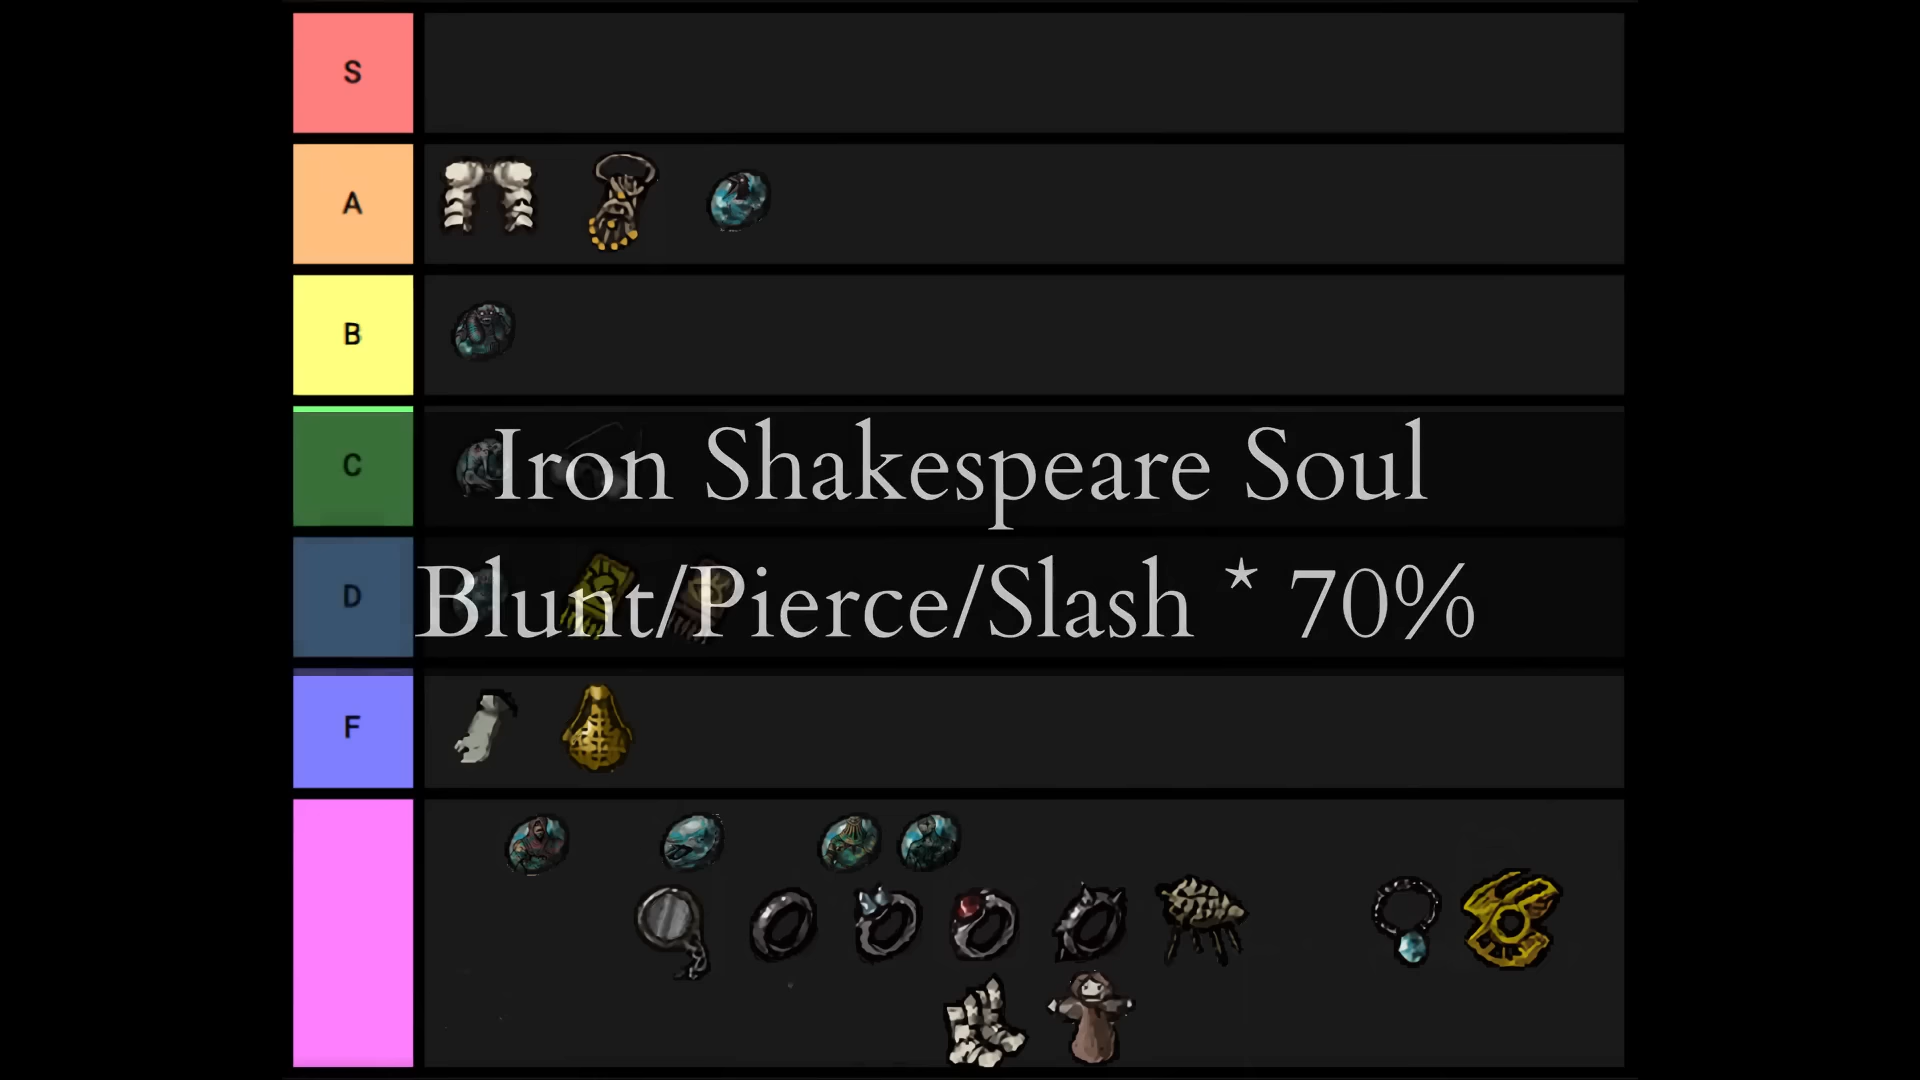 S
A
B
C
Iron Shakespeare Soul
D
Blunt/Pierce/Slash * 70%
F